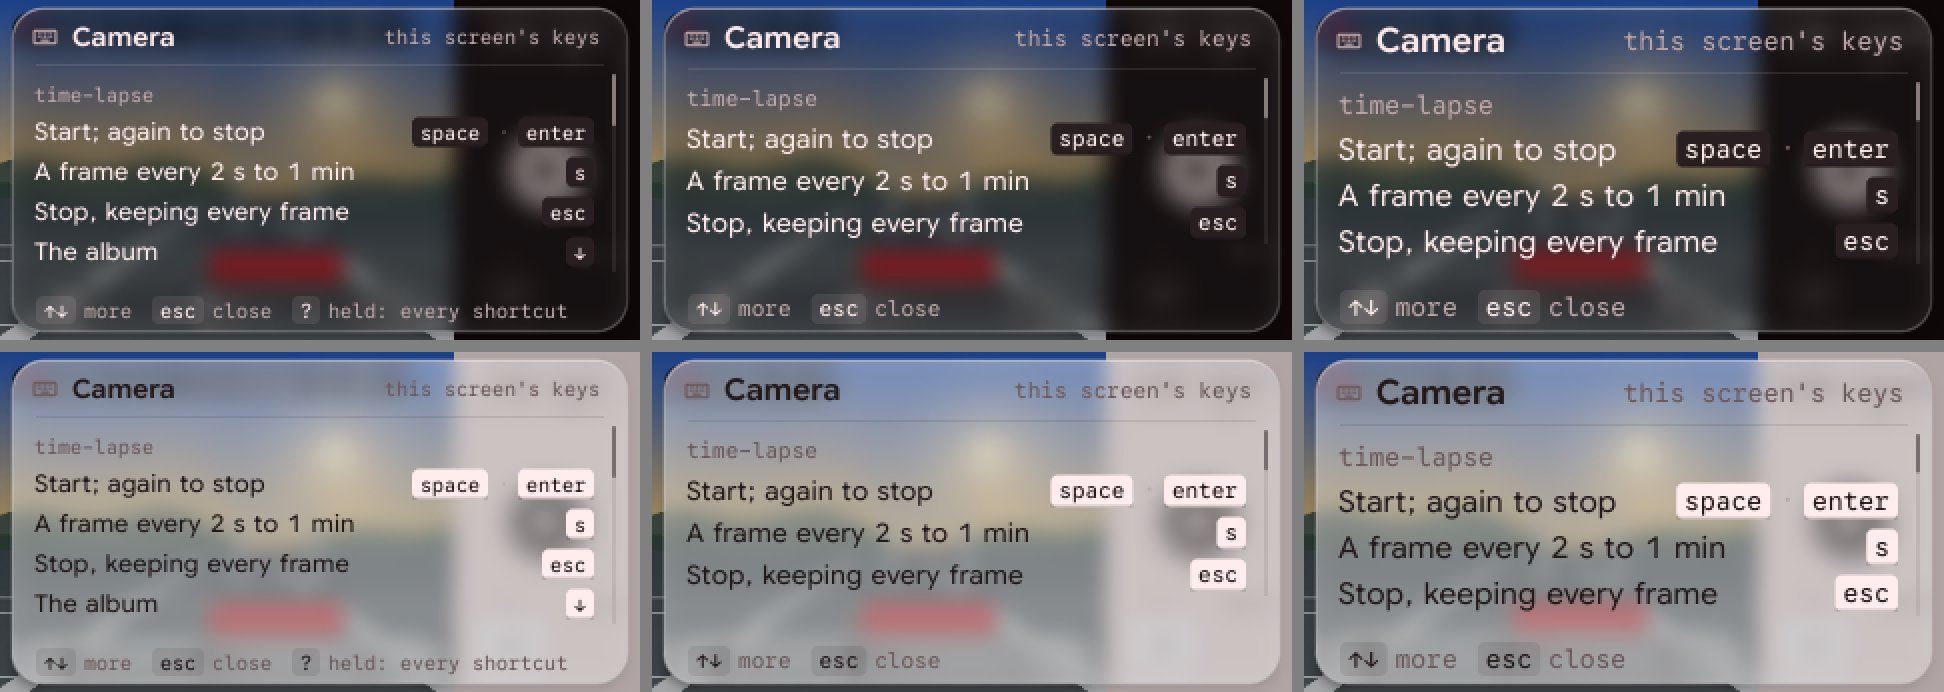 Camera this screen's keys
time-lapse
Start; again to stop space · enter
A frame every 2 s to 1 min s
Stop, keeping every frame esc
The album ↓
↑↓ more esc close ? held: every shortcut
Camera this screen's keys
time-lapse
Start; again to stop space · enter
A frame every 2 s to 1 min s
Stop, keeping every frame esc
↑↓ more esc close
Camera this screen's keys
time-lapse
Start; again to stop space · enter
A frame every 2 s to 1 min s
Stop, keeping every frame esc
↑↓ more esc close
Camera this screen's keys
time-lapse
Start; again to stop space · enter
A frame every 2 s to 1 min s
Stop, keeping every frame esc
The album ↓
↑↓ more esc close ? held: every shortcut
Camera this screen's keys
time-lapse
Start; again to stop space · enter
A frame every 2 s to 1 min s
Stop, keeping every frame esc
↑↓ more esc close
Camera this screen's keys
time-lapse
Start; again to stop space · enter
A frame every 2 s to 1 min s
Stop, keeping every frame esc
↑↓ more esc close